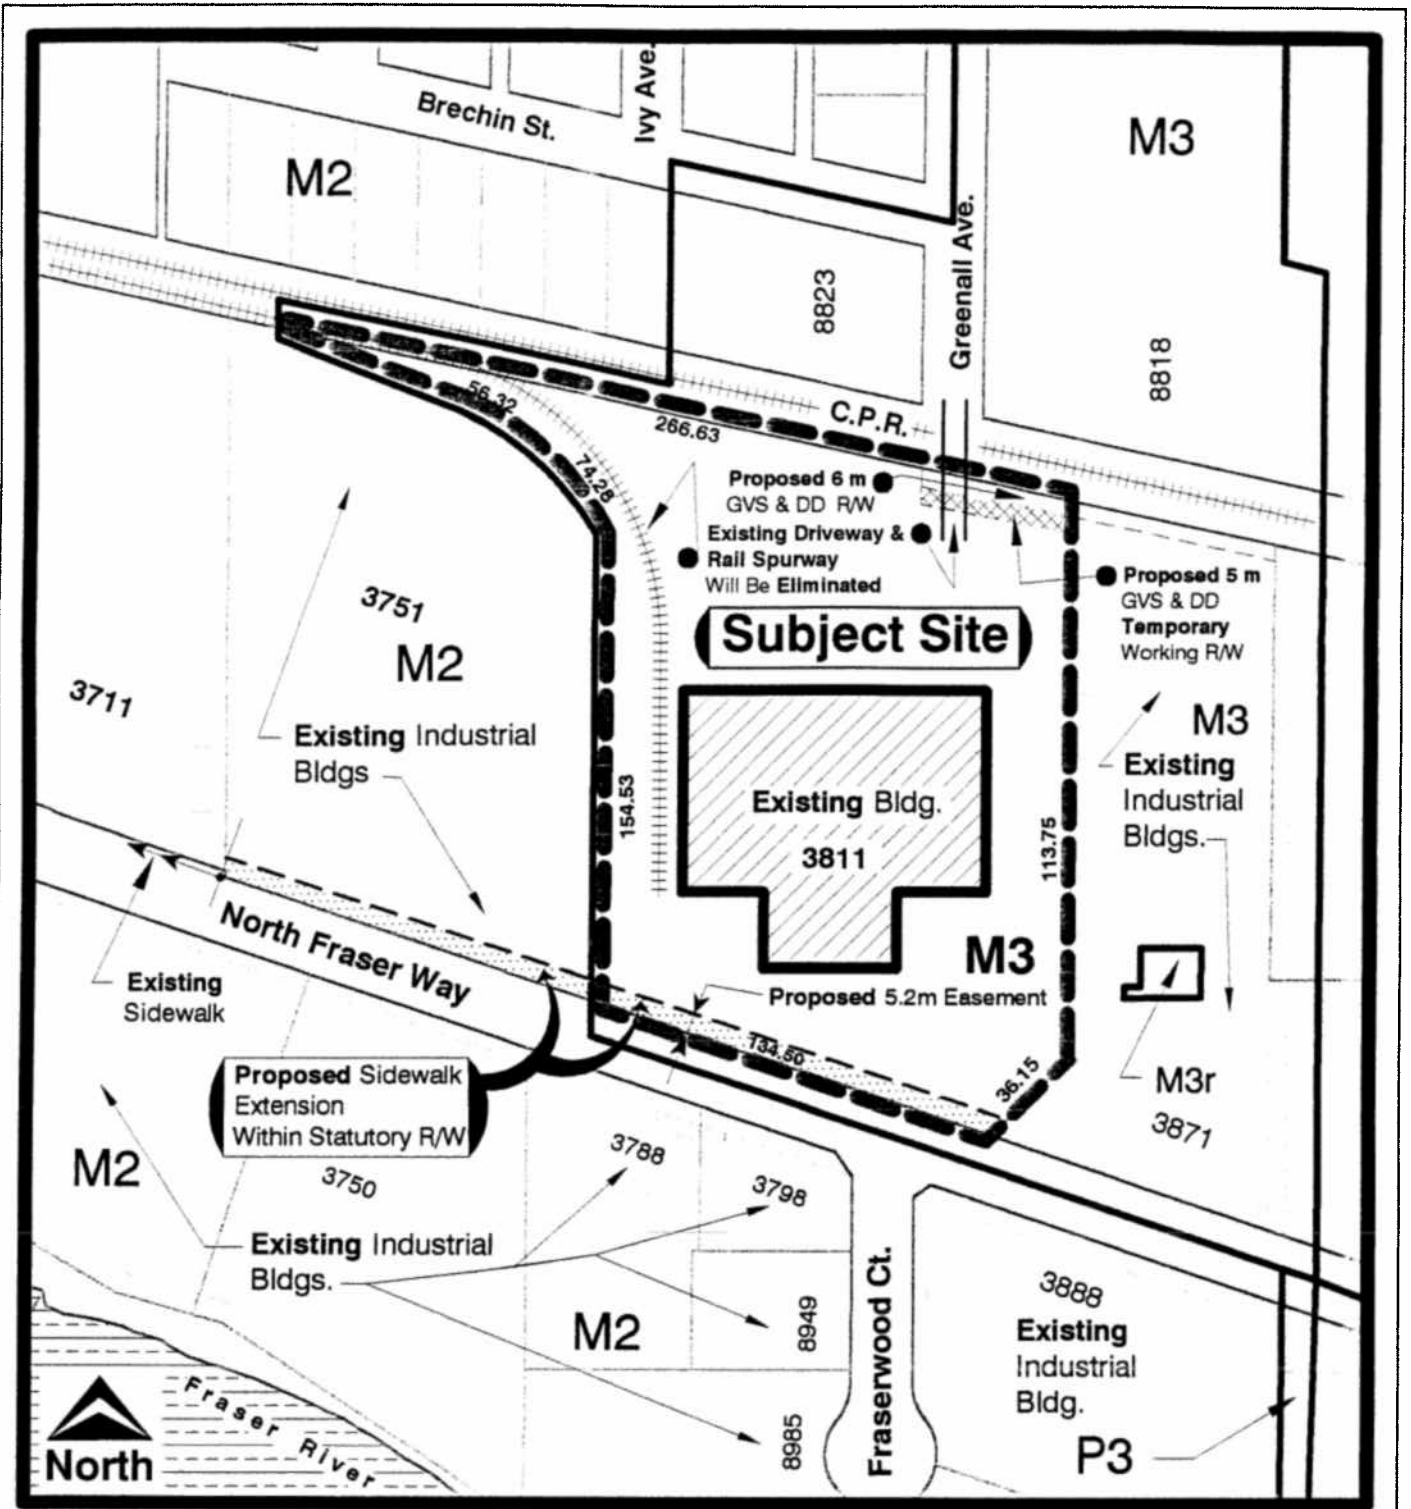 Brechin St.
Ivy Ave.
M2
M3
8823
Greenall Ave.
8818
C.P.R.
56.32
266.63
74.28
Proposed 6 m
GVS & DD R/W
Existing Driveway &
Rail Spurway
Will Be Eliminated
Proposed 5 m
GVS & DD
Temporary
Working R/W
Subject Site
3751
M2
3711
Existing Industrial
Bldgs
154.53
Existing Bldg.
3811
113.75
M3
Existing
Industrial
Bldgs.
North Fraser Way
Existing
Sidewalk
M3
Proposed 5.2m Easement
134.50
36.15
M3r
3871
Proposed Sidewalk
Extension
Within Statutory R/W
M2
3750
3788
3798
Existing Industrial
Bldgs.
M2
8949
8985
Fraserwood Ct.
3888
Existing
Industrial
Bldg.
P3
Fraser River
North